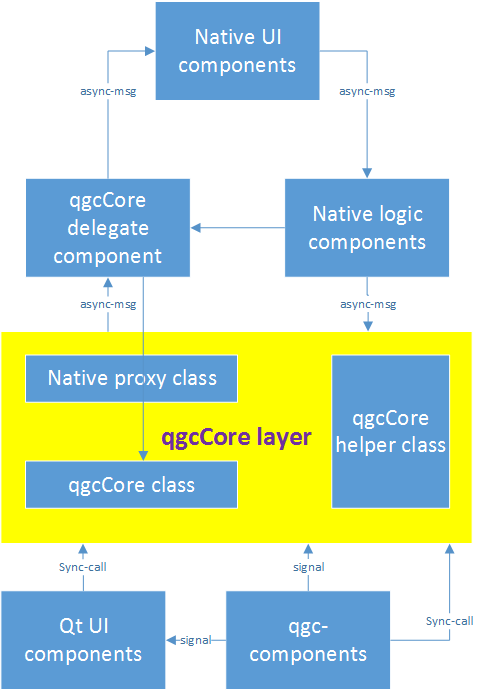 Native UI
components
async-msg
async-msg
qgcCore
delegate
component
Native logic
components
async-msg
async-msg
Native proxy class
qgcCore layer
qgcCore
helper class
qgcCore class
Sync-call
signal
Sync-call
Qt UI
components
signal
qgc-
components